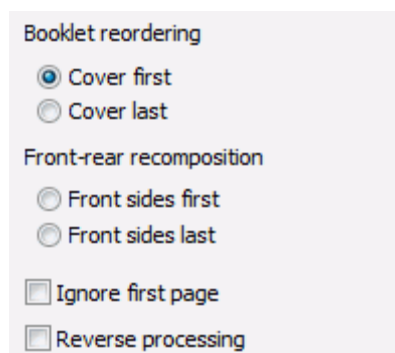 Booklet reordering
Cover first
Cover last
Front-rear recomposition
Front sides first
Front sides last
Ignore first page
Reverse processing